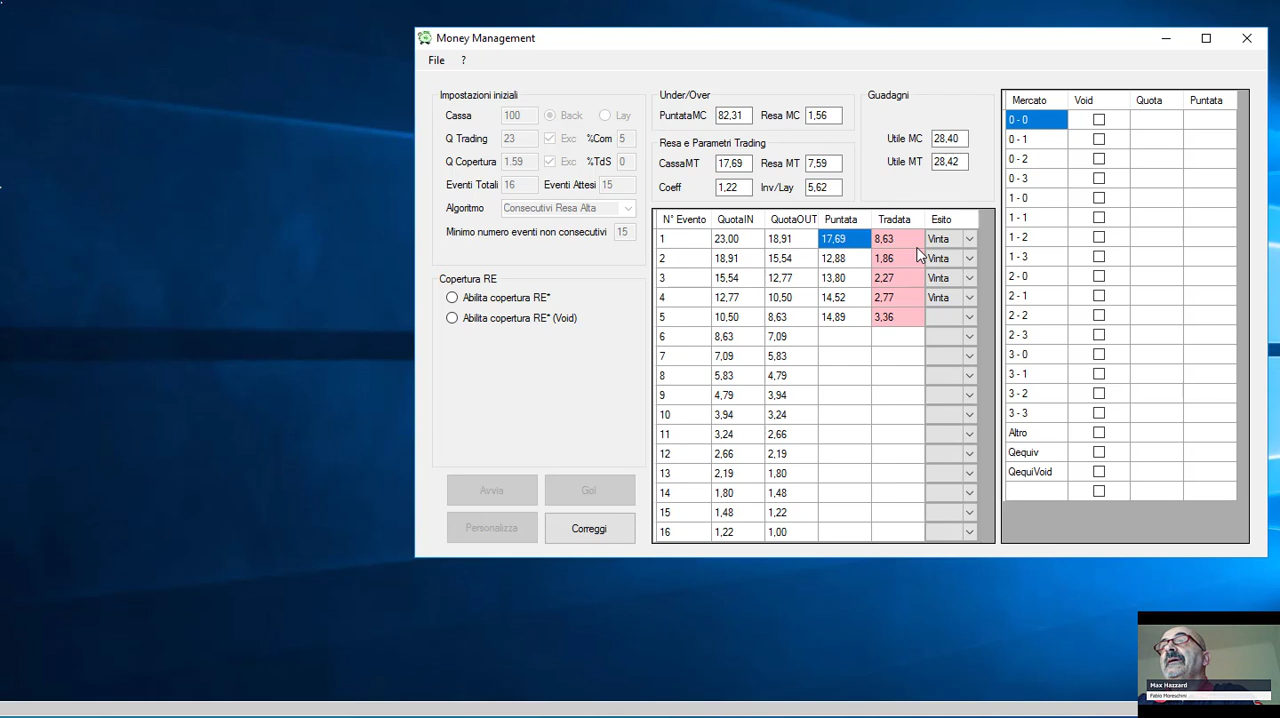 Money Management
File ?
Impostazioni iniziali
Cassa 100 Back Lay
Q Trading 23 Exc %Com 5
Q Copertura 1.59 Exc %TdS 0
Eventi Totali 16 Eventi Attesi 15
Algoritmo Consecutivi Resa Alta
Minimo numero eventi non consecutivi 15
Copertura RE
Abilita copertura RE*
Abilita copertura RE* (Void)
Avvia Gol
Personalizza Correggi
Under/Over
PuntataMC 82,31 Resa MC 1,56
Resa e Parametri Trading
CassaMT 17,69 Resa MT 7,59
Coeff 1,22 Inv/Lay 5,62
Guadagni
Utile MC 28,40
Utile MT 28,42
N° Evento QuotaIN QuotaOUT Puntata Tradata Esito
1 23,00 18,91 17,69 8,63 Vinta
2 18,91 15,54 12,88 1,86 Vinta
3 15,54 12,77 13,80 2,27 Vinta
4 12,77 10,50 14,52 2,77 Vinta
5 10,50 8,63 14,89 3,36
6 8,63 7,09
7 7,09 5,83
8 5,83 4,79
9 4,79 3,94
10 3,94 3,24
11 3,24 2,66
12 2,66 2,19
13 2,19 1,80
14 1,80 1,48
15 1,48 1,22
16 1,22 1,00
Mercato Void Quota Puntata
0 - 0
0 - 1
0 - 2
0 - 3
1 - 0
1 - 1
1 - 2
1 - 3
2 - 0
2 - 1
2 - 2
2 - 3
3 - 0
3 - 1
3 - 2
3 - 3
Altro
Qequiv
QequiVoid
Max Hazzard
Fabio Moreschini